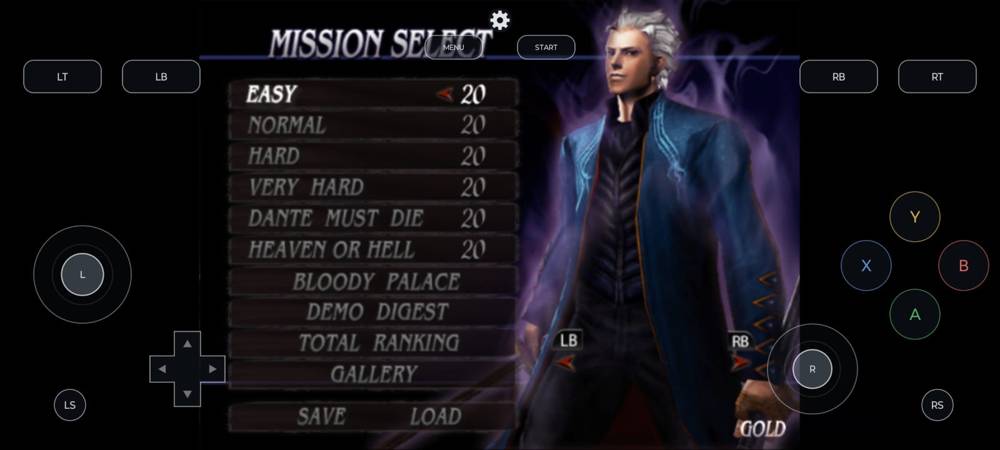 MISSION SELECT
MENU
START
LT
LB
RB
RT
EASY 20
NORMAL 20
HARD 20
VERY HARD 20
DANTE MUST DIE 20
HEAVEN OR HELL 20
BLOODY PALACE
DEMO DIGEST
TOTAL RANKING
GALLERY
SAVE LOAD
L
Y
X
B
A
LB
RB
R
LS
RS
GOLD